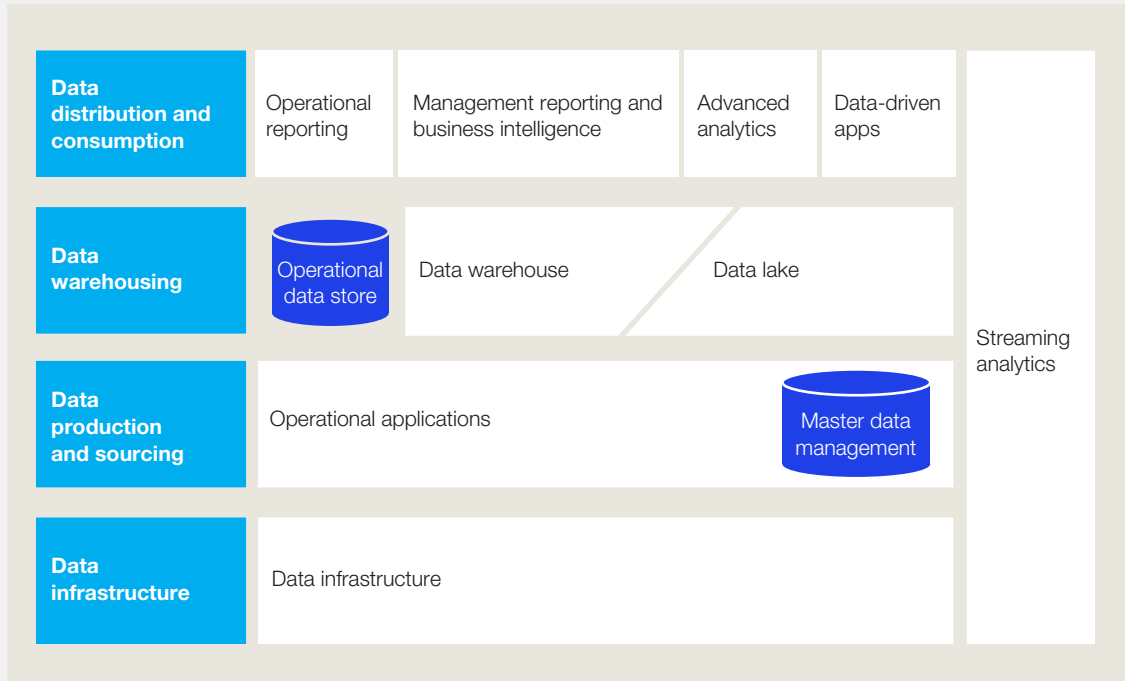 Data
distribution and
consumption
Operational
reporting
Management reporting and
business intelligence
Advanced
analytics
Data-driven
apps
Data
warehousing
Operational
data store
Data warehouse
Data lake
Streaming
analytics
Data
production
and sourcing
Operational applications
Master data
management
Data
infrastructure
Data infrastructure